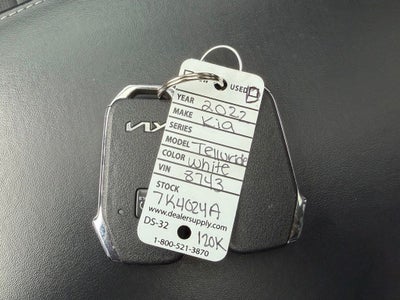 USED D
YEAR 2022
MAKE Kia
SERIES
MODEL Telluride
COLOR White
VIN 8743
STOCK
7K4024A
www.dealersupply.com
DS-32 120K
1-800-521-3870